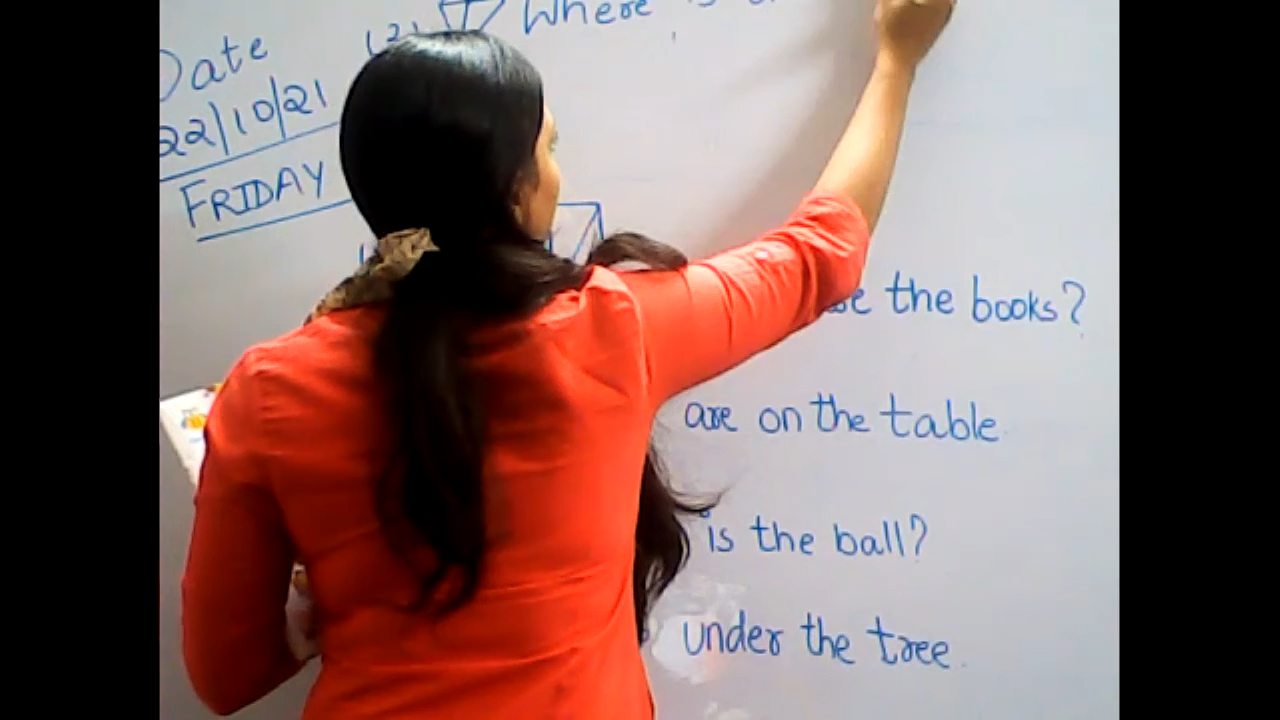 Date
22/10/21
FRIDAY
(2) Where is
the books?
are on the table
is the ball?
under the tree.